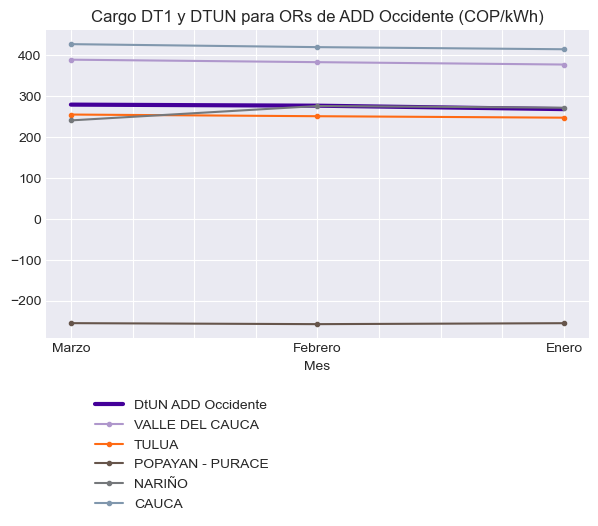 Cargo DT1 y DTUN para ORs de ADD Occidente (COP/kWh)
400
300
200
100
0
−100
−200
Marzo Febrero Enero
Mes
DtUN ADD Occidente
VALLE DEL CAUCA
TULUA
POPAYAN - PURACE
NARIÑO
CAUCA